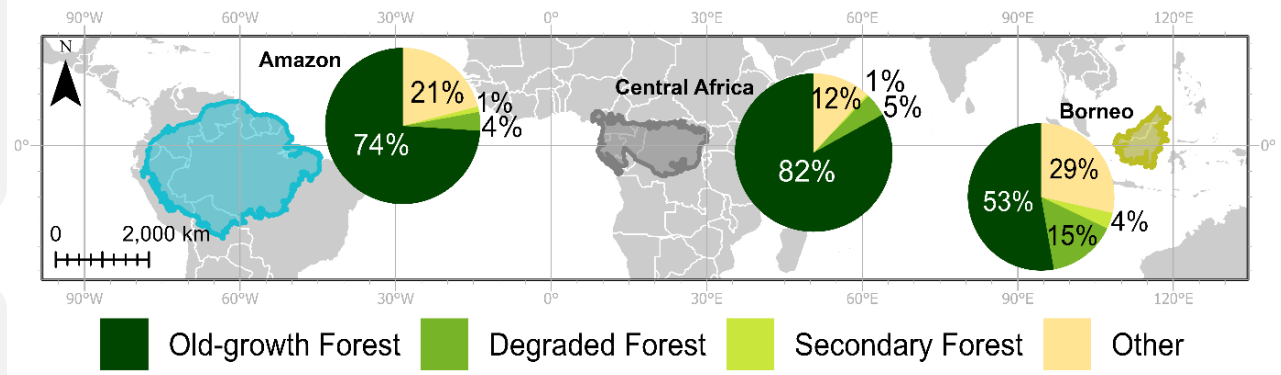 90°W 60°W 30°W 0° 30°E 60°E 90°E 120°E
N
Amazon
21%
1%
4%
74%
Central Africa
12%
1%
5%
82%
Borneo
29%
4%
15%
53%
0° 0°
0 2,000 km
90°W 60°W 30°W 0° 30°E 60°E 90°E 120°E
Old-growth Forest Degraded Forest Secondary Forest Other